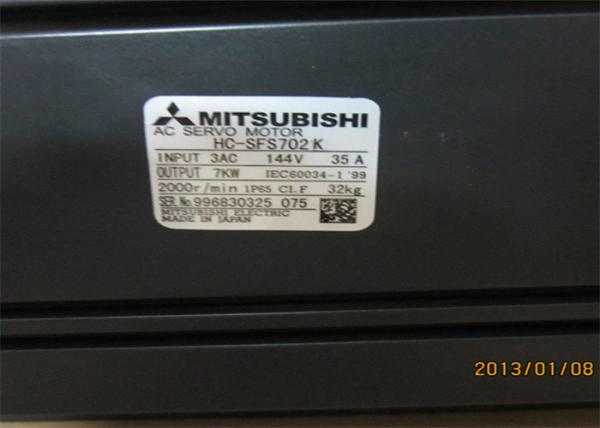 MITSUBISHI
AC SERVO MOTOR
HC-SFS702K
INPUT 3AC 144V 35A
OUTPUT 7KW IEC60034-1 '99
2000r/min IP65 CI.F 32kg
SER.No.996830325 075
MITSUBISHI ELECTRIC
MADE IN JAPAN
2013/01/08